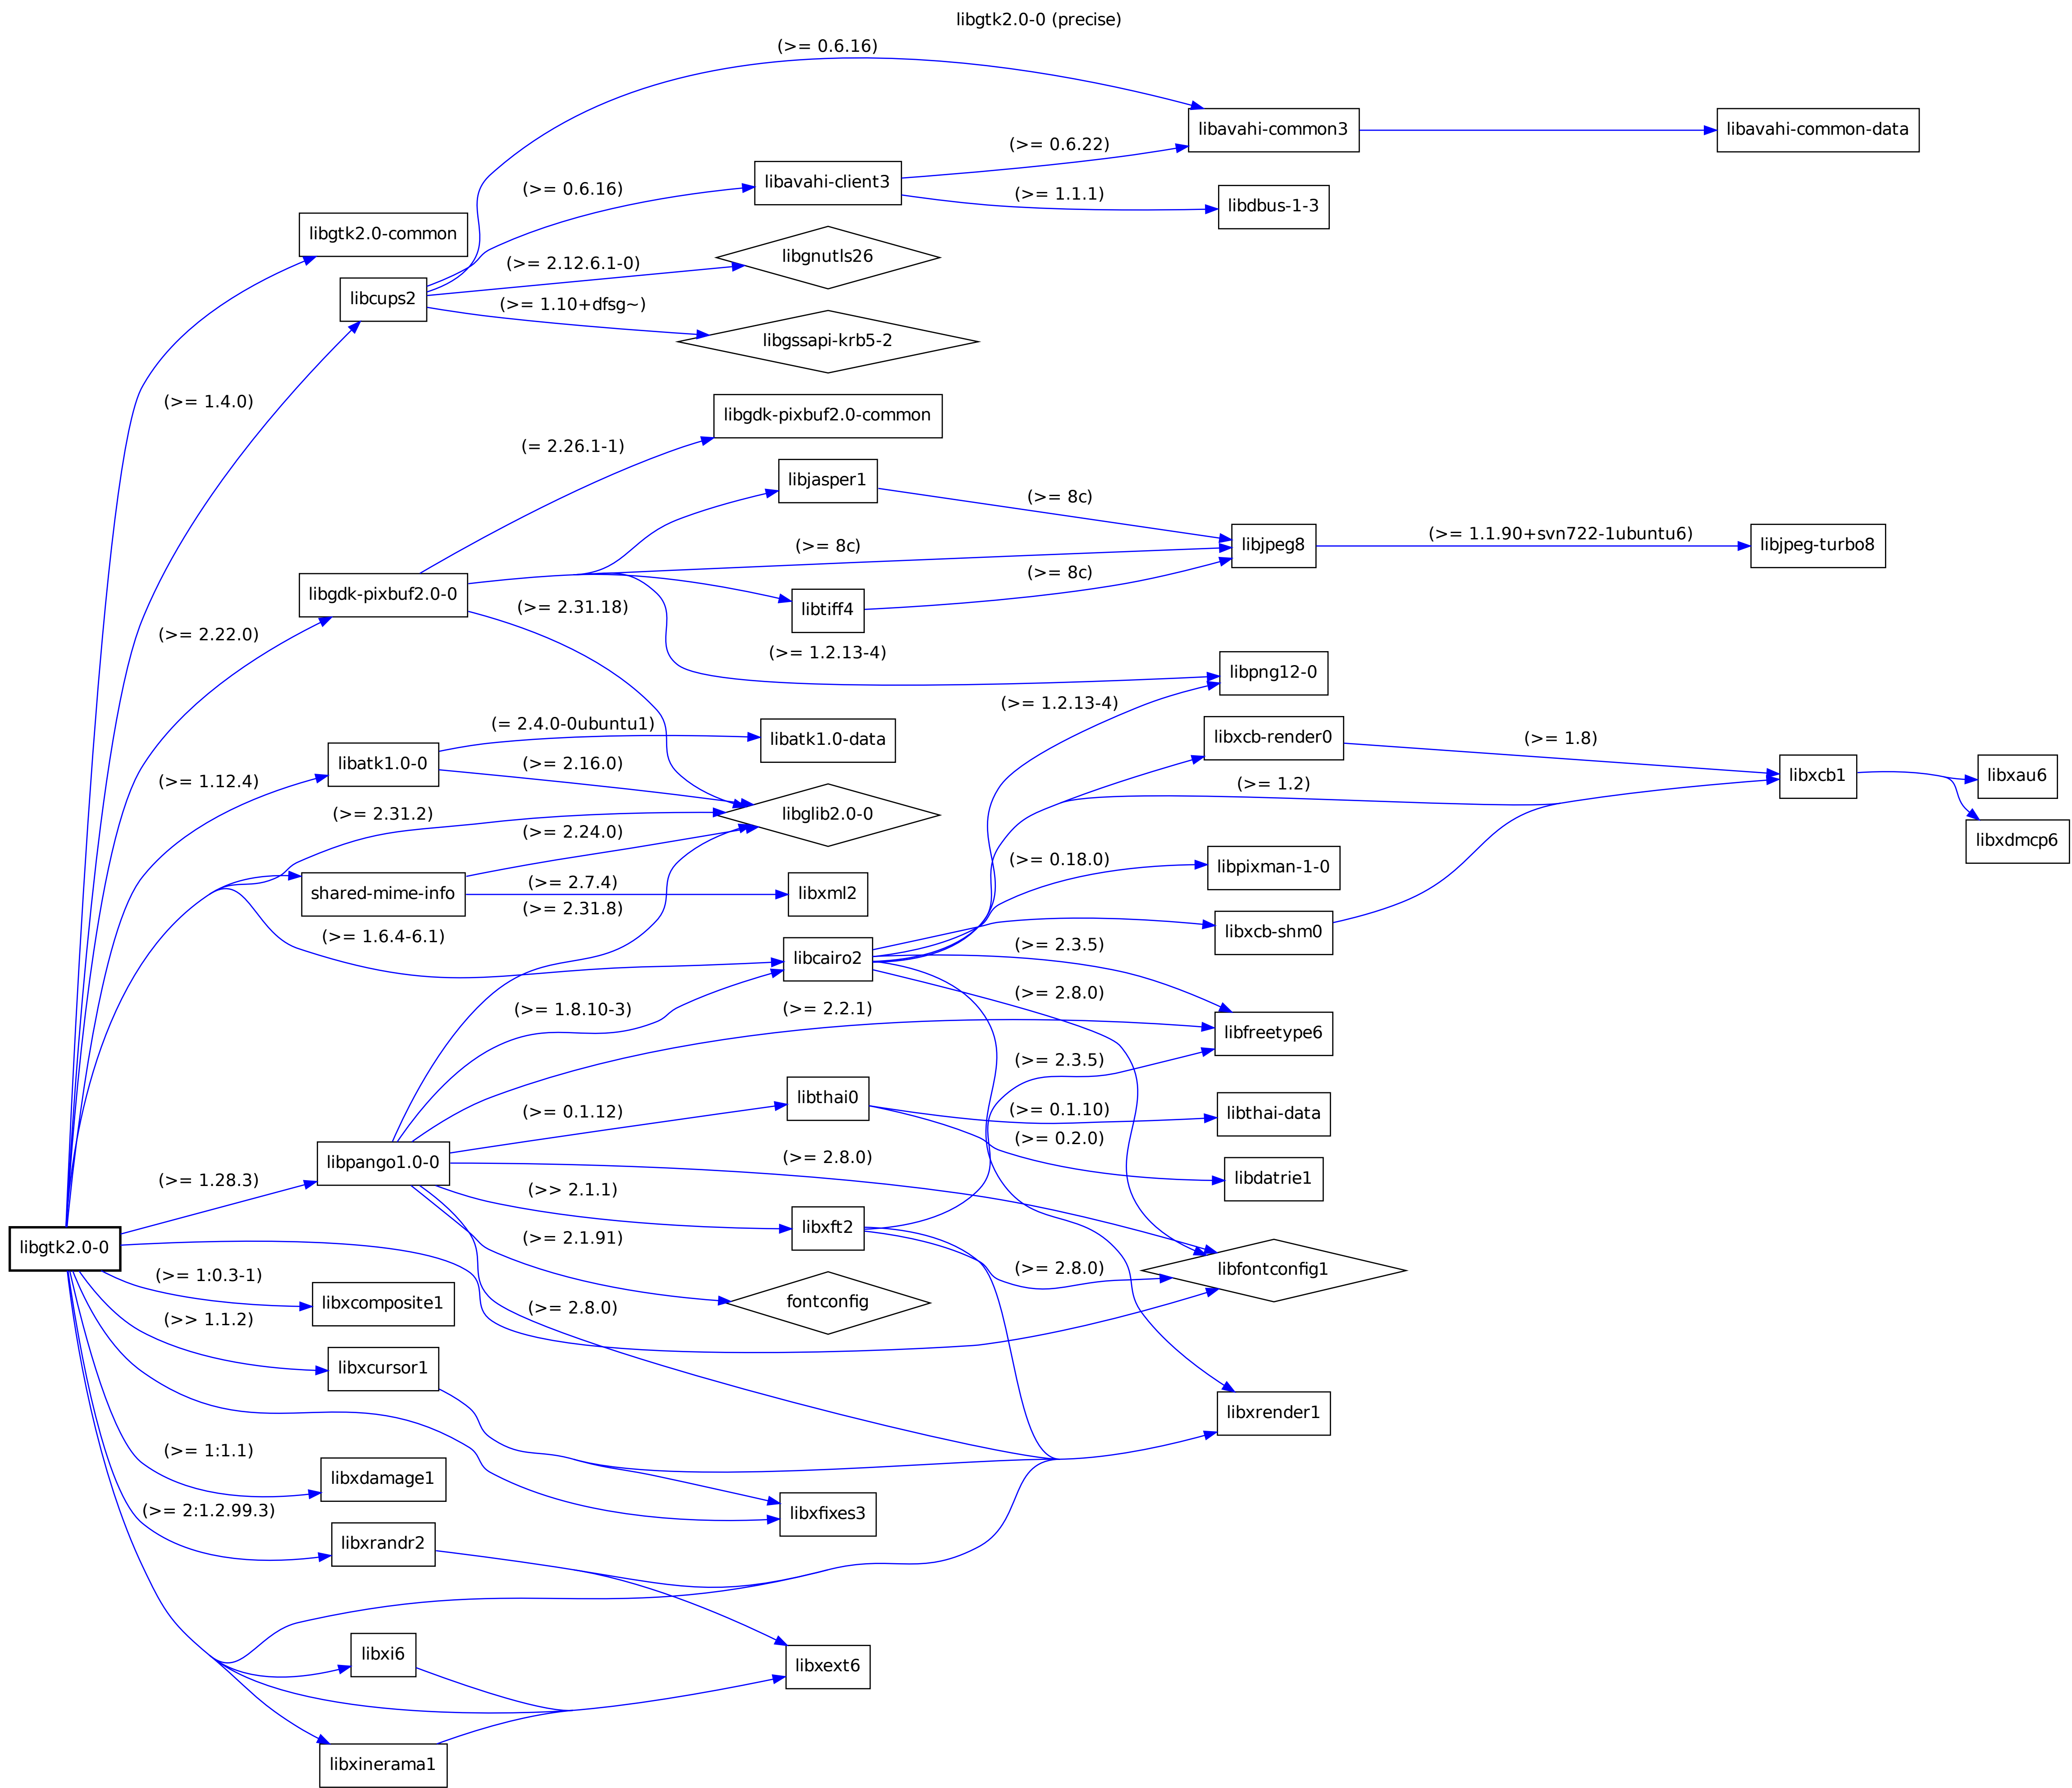 libgtk2.0-0 (precise)
(>= 0.6.16)
libavahi-common3
libavahi-common-data
(>= 0.6.22)
libavahi-client3
(>= 0.6.16)
(>= 1.1.1)
libdbus-1-3
libgtk2.0-common
libgnutls26
(>= 2.12.6.1-0)
libcups2
(>= 1.10+dfsg~)
libgssapi-krb5-2
(>= 1.4.0)
libgdk-pixbuf2.0-common
(= 2.26.1-1)
libjasper1
(>= 8c)
(>= 8c)
libjpeg8
(>= 1.1.90+svn722-1ubuntu6)
libjpeg-turbo8
(>= 8c)
libgdk-pixbuf2.0-0
(>= 2.31.18)
libtiff4
(>= 2.22.0)
(>= 1.2.13-4)
libpng12-0
(>= 1.2.13-4)
(= 2.4.0-0ubuntu1)
libatk1.0-data
libxcb-render0
(>= 1.8)
libatk1.0-0
(>= 2.16.0)
(>= 1.12.4)
(>= 1.2)
libxcb1
libxau6
(>= 2.31.2)
libglib2.0-0
(>= 2.24.0)
libxdmcp6
(>= 0.18.0)
libpixman-1-0
shared-mime-info
(>= 2.7.4)
libxml2
(>= 2.31.8)
(>= 1.6.4-6.1)
libxcb-shm0
libcairo2
(>= 2.3.5)
(>= 2.8.0)
(>= 1.8.10-3)
(>= 2.2.1)
libfreetype6
(>= 2.3.5)
libthai0
(>= 0.1.12)
(>= 0.1.10)
libthai-data
(>= 0.2.0)
libpango1.0-0
(>= 2.8.0)
libdatrie1
(>= 1.28.3)
(>> 2.1.1)
libxft2
(>= 2.1.91)
libgtk2.0-0
(>= 2.8.0)
libfontconfig1
(>= 1:0.3-1)
libxcomposite1
fontconfig
(>= 2.8.0)
(>> 1.1.2)
libxcursor1
libxrender1
(>= 1:1.1)
libxdamage1
(>= 2:1.2.99.3)
libxfixes3
libxrandr2
libxi6
libxext6
libxinerama1